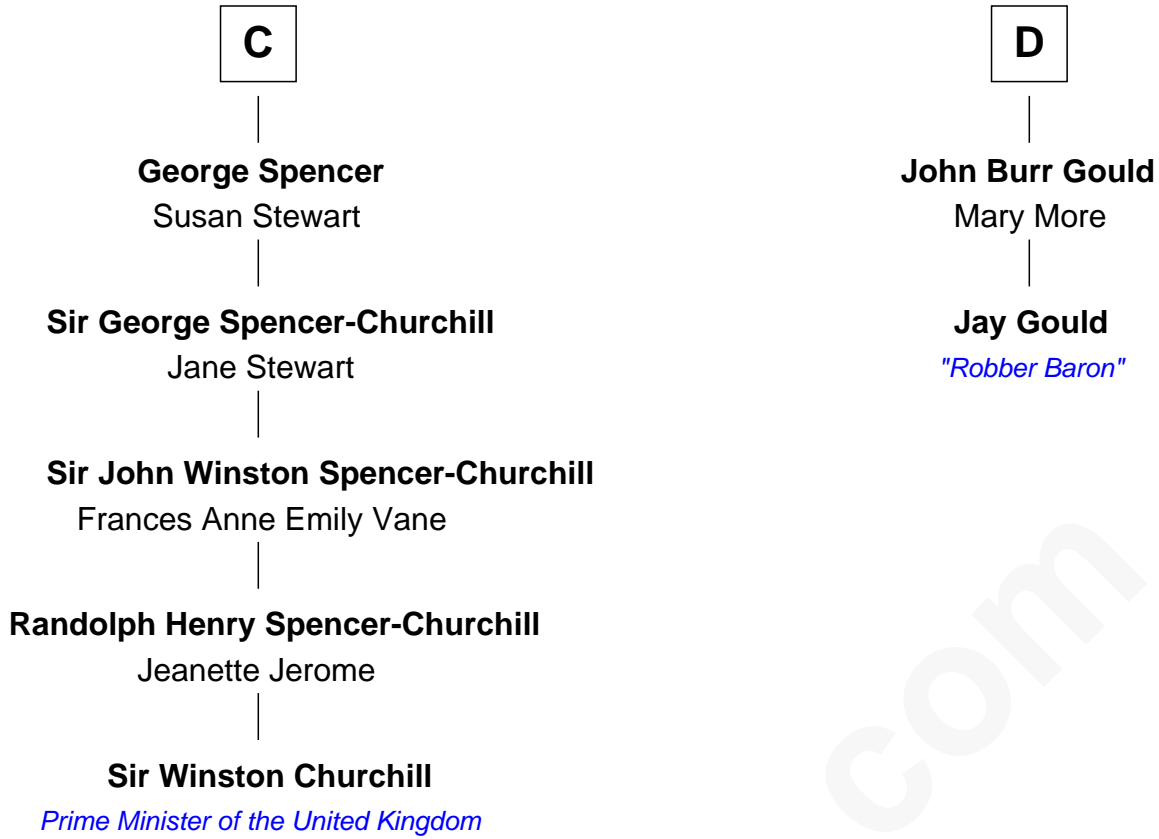 C
George Spencer
Susan Stewart
Sir George Spencer-Churchill
Jane Stewart
Sir John Winston Spencer-Churchill
Frances Anne Emily Vane
Randolph Henry Spencer-Churchill
Jeanette Jerome
Sir Winston Churchill
Prime Minister of the United Kingdom
D
John Burr Gould
Mary More
Jay Gould
"Robber Baron"
com